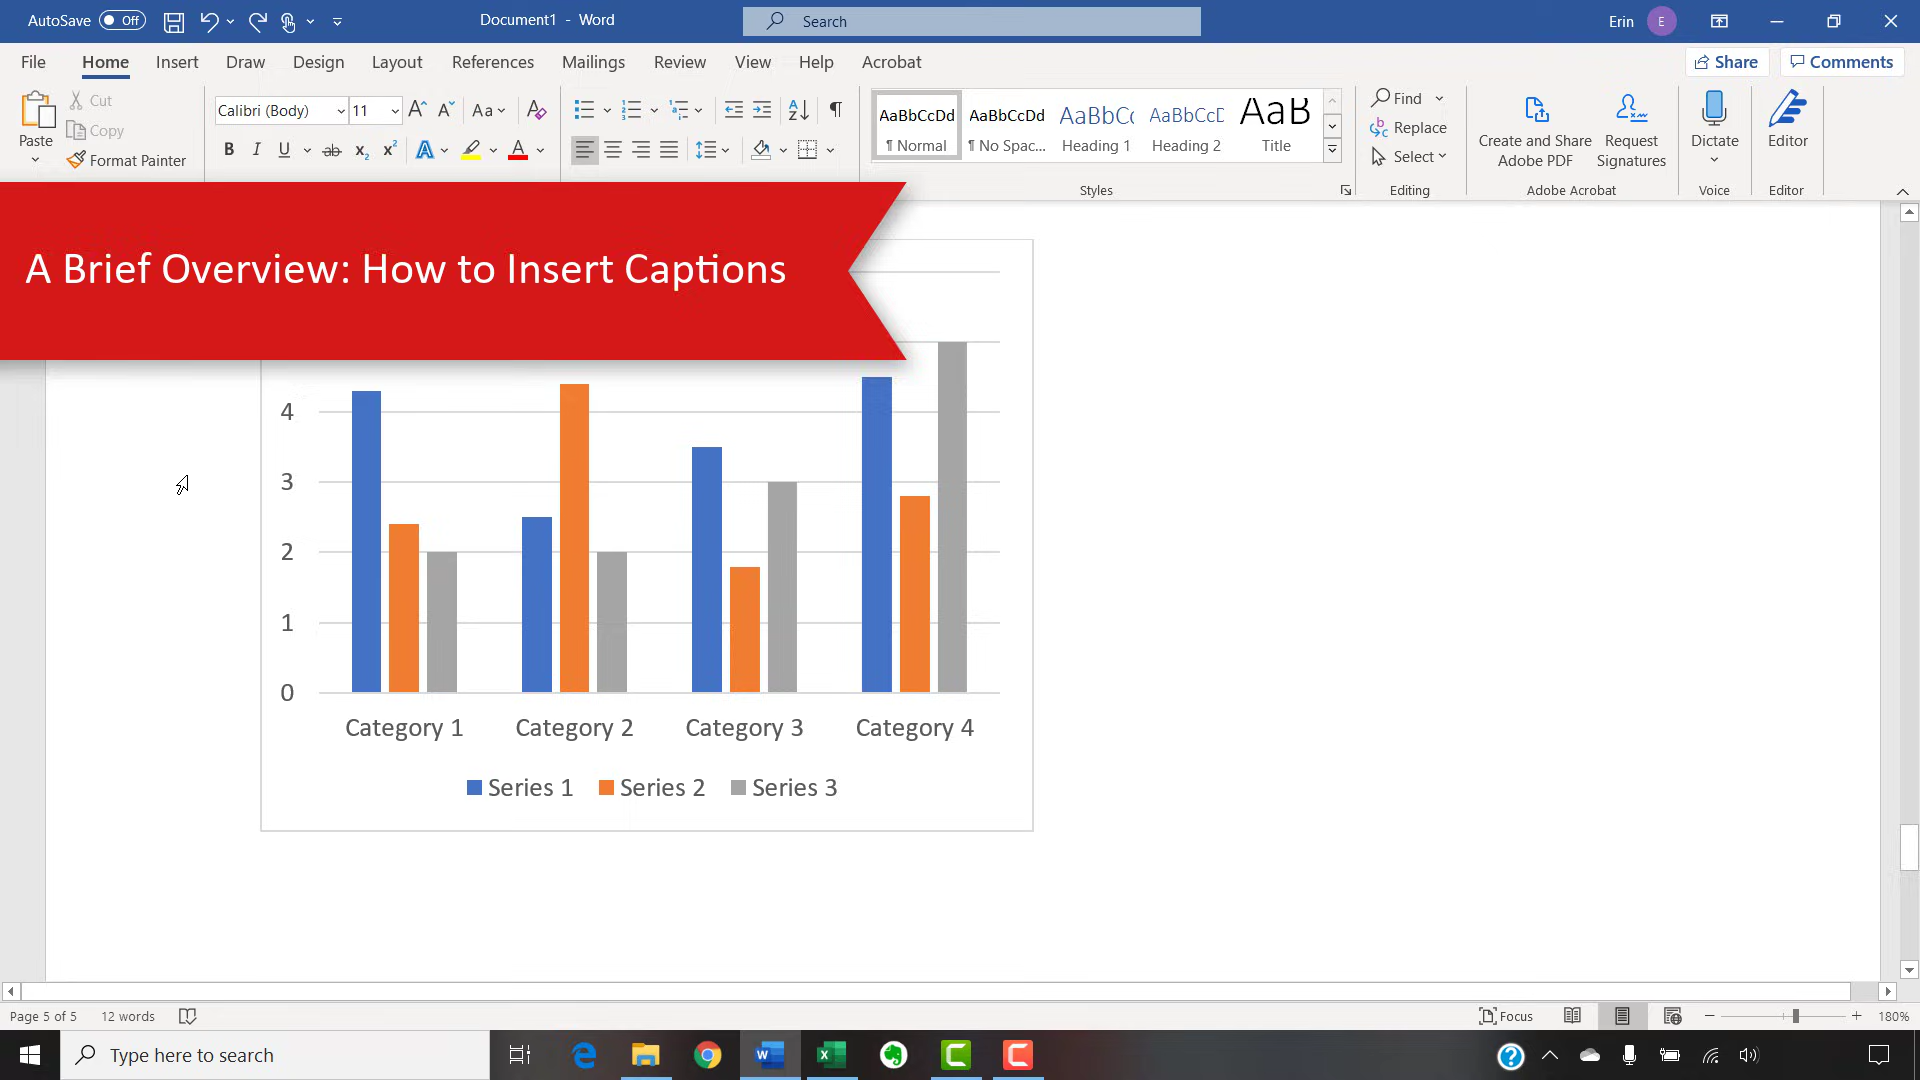 AutoSave Off Document1 - Word Search Erin E
File Home Insert Draw Design Layout References Mailings Review View Help Acrobat Share Comments
Paste Cut Copy Format Painter
Calibri (Body) 11
AaBbCcDd AaBbCcDd AaBbCc AaBbCcD AaB
¶ Normal ¶ No Spac... Heading 1 Heading 2 Title
Find Replace Select
Create and Share Adobe PDF
Request Signatures
Dictate Editor
Styles Editing Adobe Acrobat Voice Editor
A Brief Overview: How to Insert Captions
4
3
2
1
0
Category 1 Category 2 Category 3 Category 4
Series 1 Series 2 Series 3
Page 5 of 5 12 words Focus 180%
Type here to search